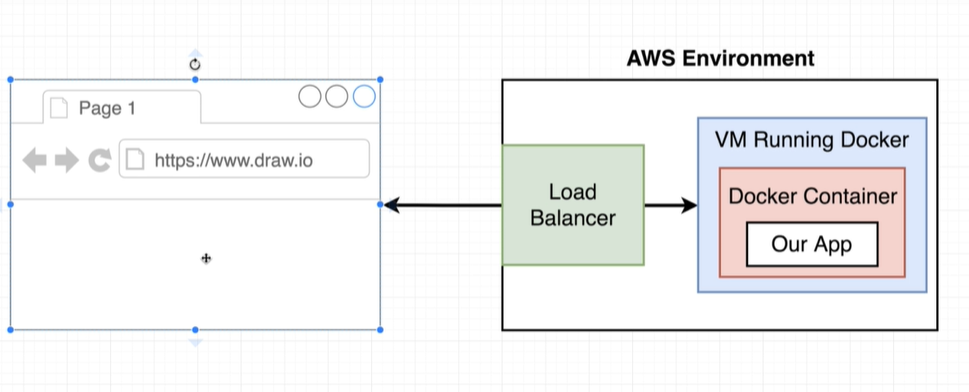 AWS Environment
Page 1
https://www.draw.io
Load
Balancer
VM Running Docker
Docker Container
Our App